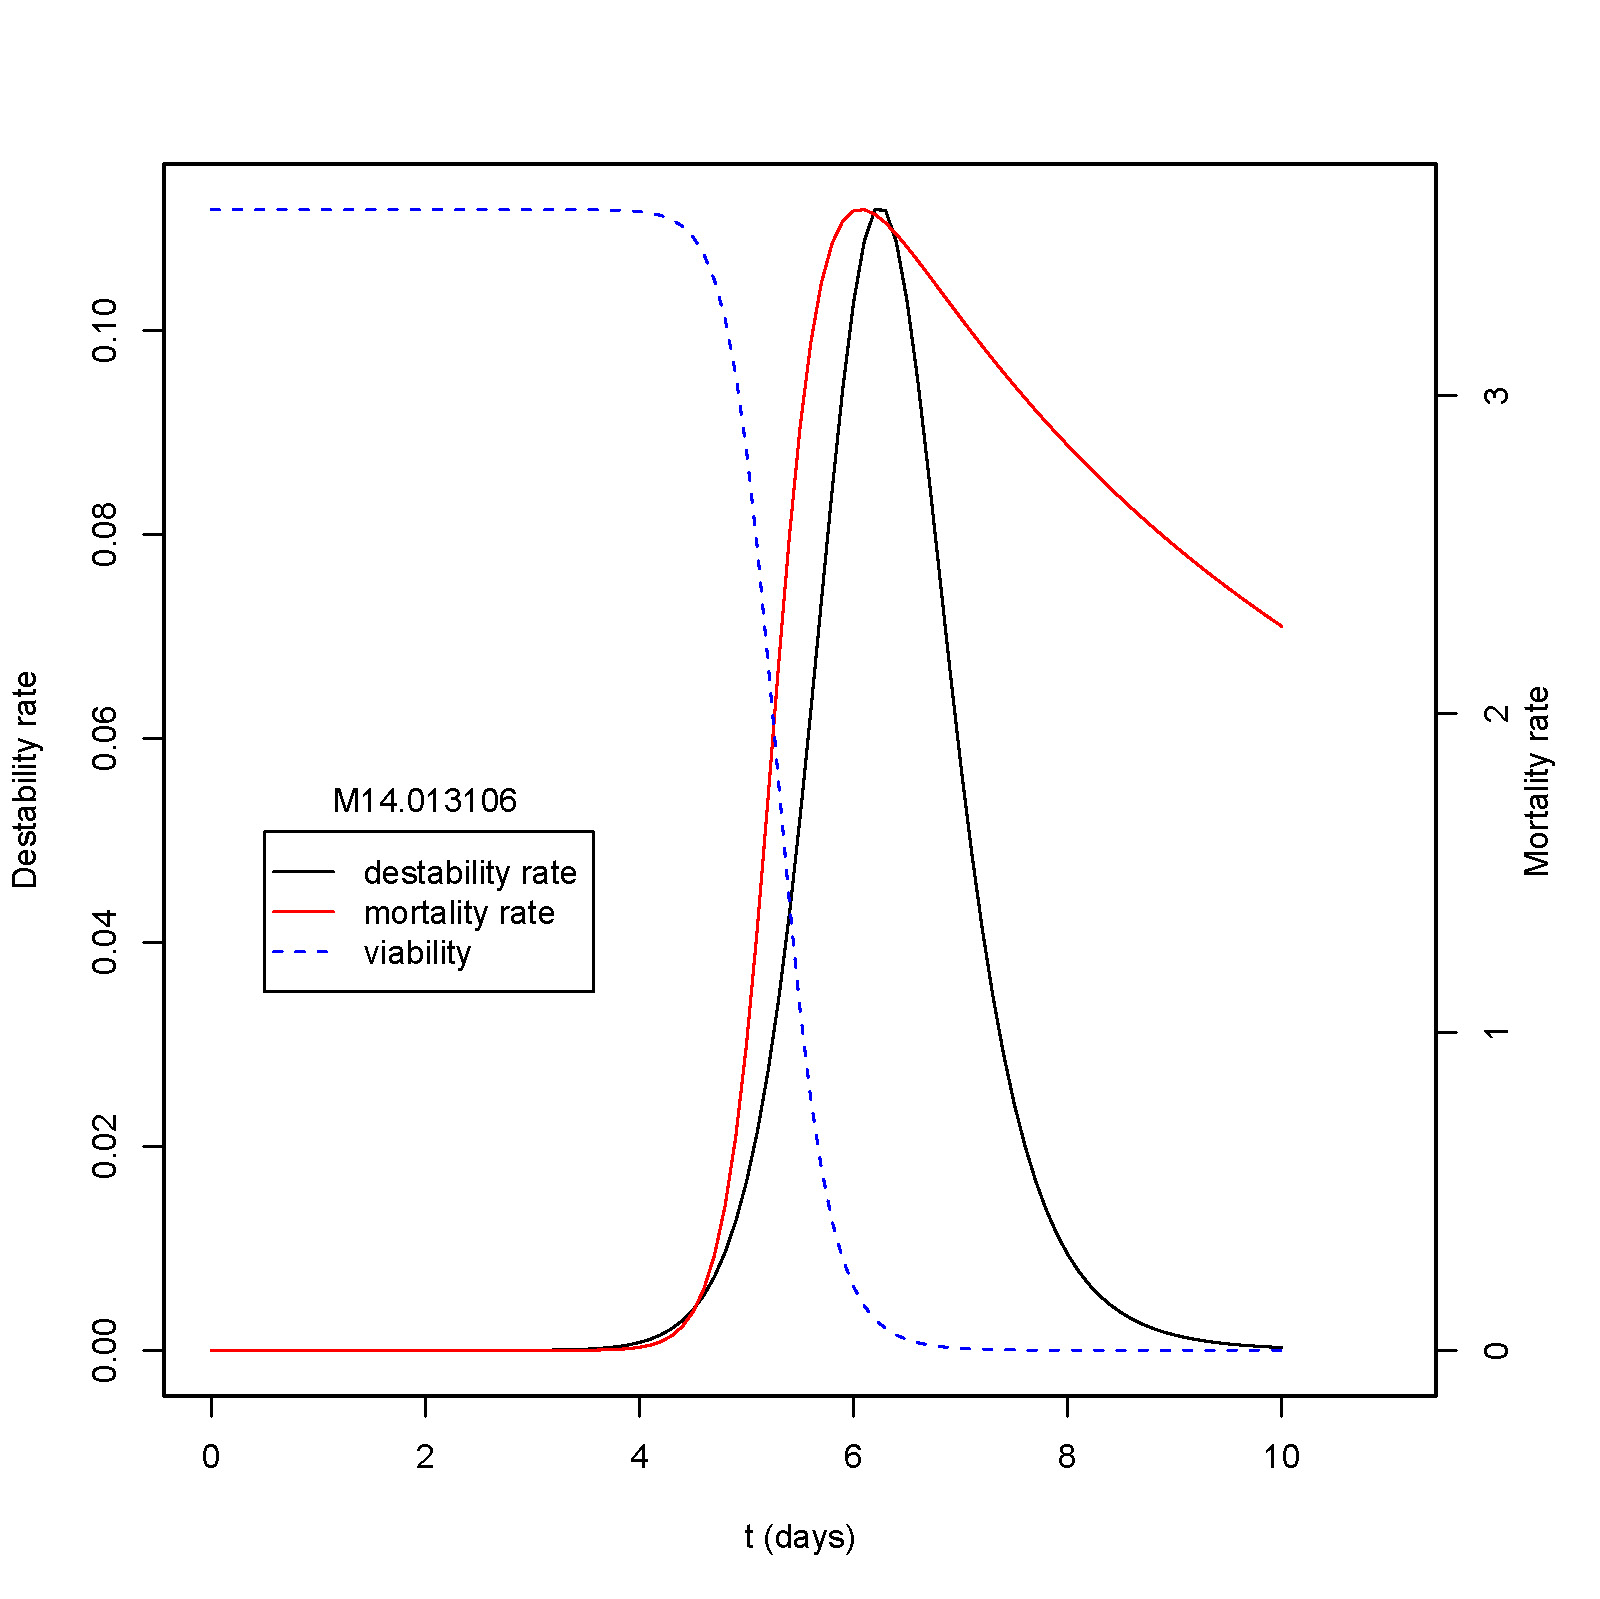 0.10
0.08
0.06
0.04
0.02
0.00
Destability rate
M14.013106
destability rate
mortality rate
viability
3
2
1
0
Mortality rate
0 2 4 6 8 10
t (days)